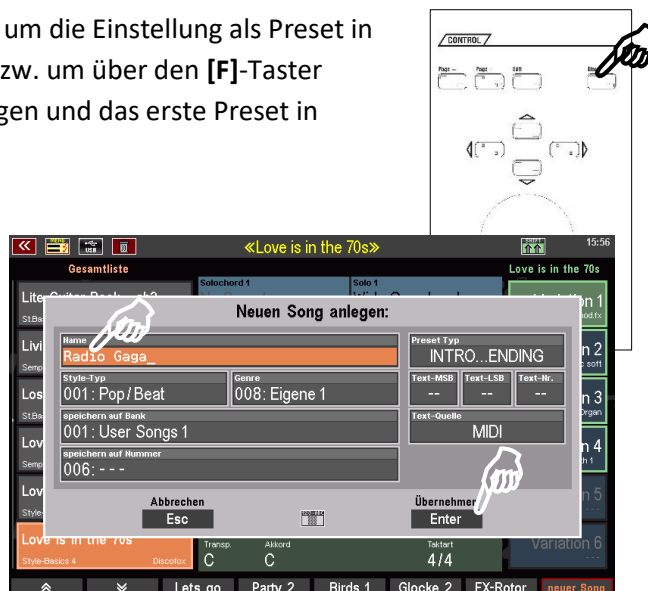 um die Einstellung als Preset in
zw. um über den [F]-Taster
gen und das erste Preset in
CONTROL
Page
Page
Edit
MENU
USB
«Love is in the 70s»
SHIFT
15:56
Gesamtliste
Love is in the 70s
Solochord 1
Solo 1
Neuen Song anlegen:
Name
Radio Gaga_
Preset Typ
INTRO...ENDING
Style-Typ
001: Pop/Beat
Genre
008: Eigene 1
Text-MSB
--
Text-LSB
--
Text-Nr.
--
speichern auf Bank
001: User Songs 1
Text-Quelle
MIDI
speichern auf Nummer
006: - - -
Abbrechen
Esc
Übernehmen
Enter
Love is in the 70s
Style-Basics 4
Discofox
Transp.
C
Akkord
C
Taktart
4/4
Variation 6
Lets go
Party 2
Birds 1
Glocke 2
FX-Rotor
neuer Song